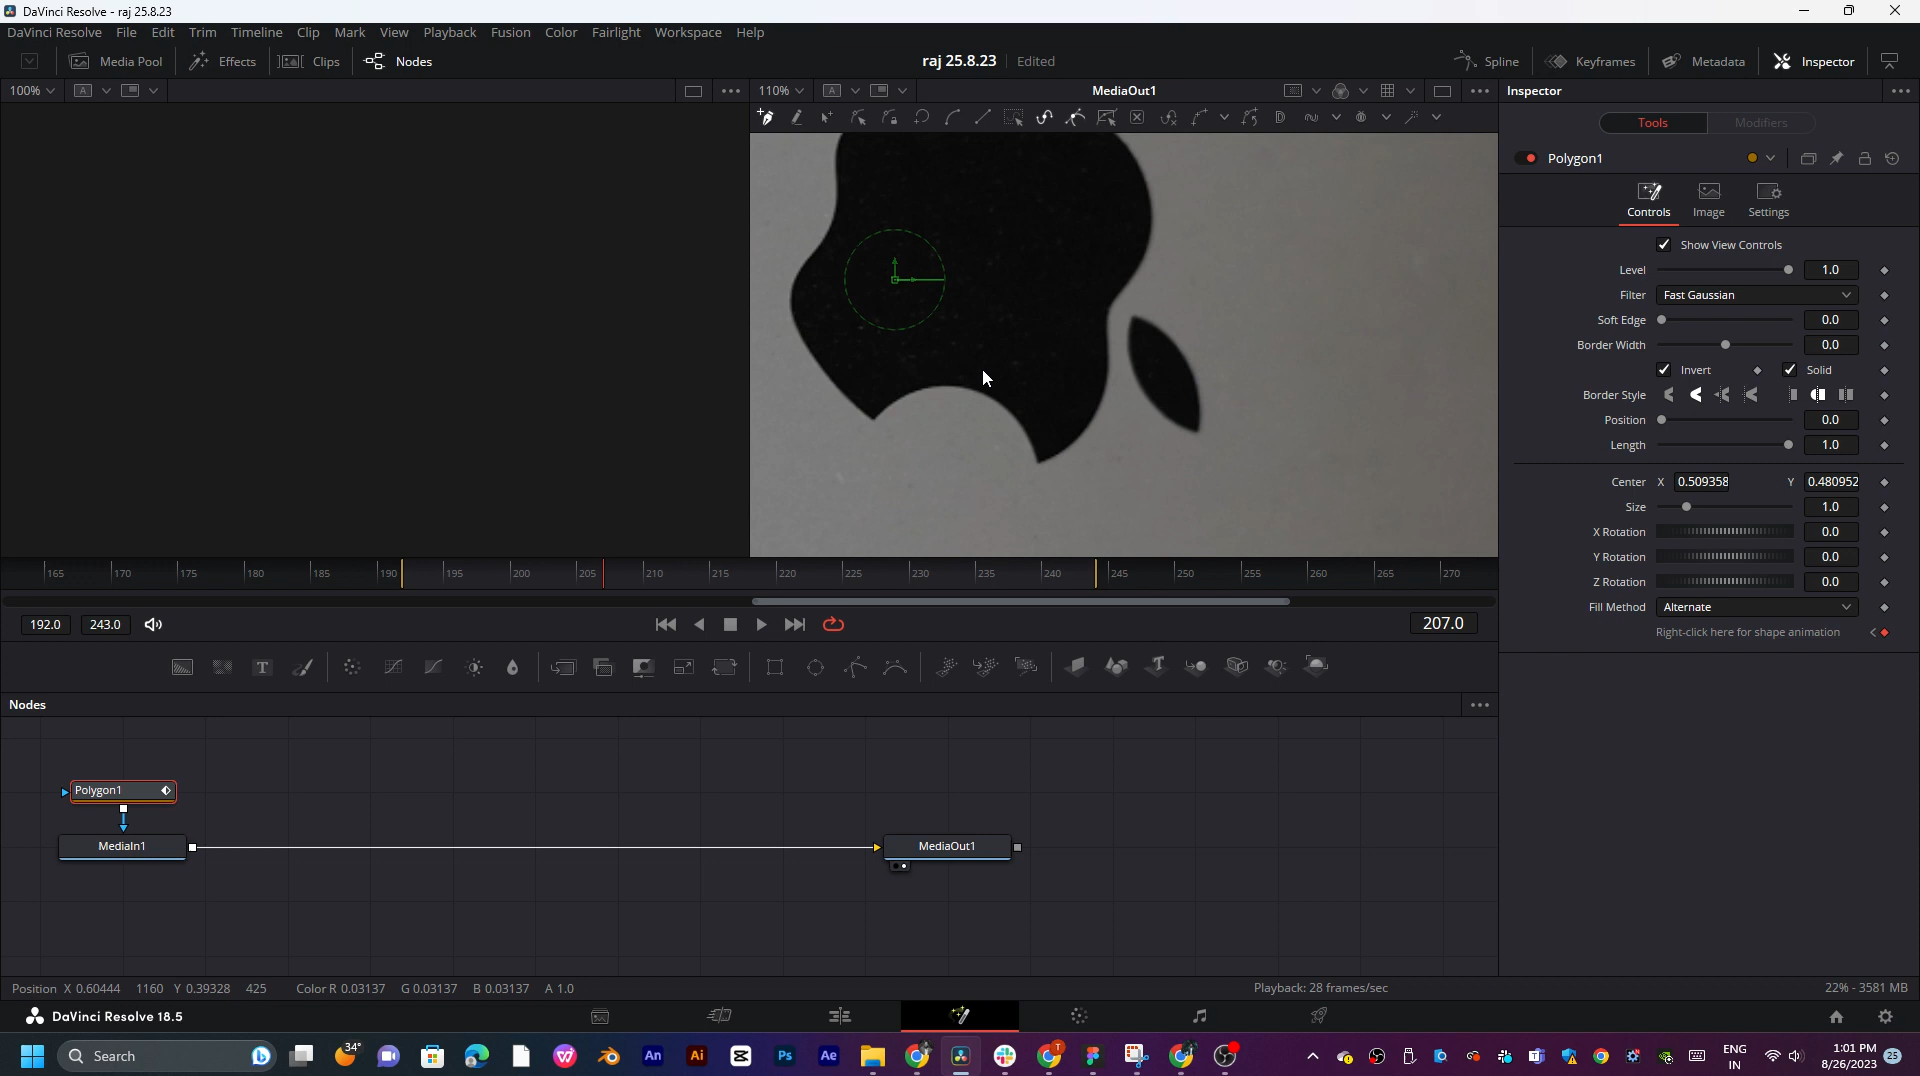 DaVinci Resolve - raj 25.8.23
DaVinci Resolve File Edit Trim Timeline Clip Mark View Playback Fusion Color Fairlight Workspace Help
Media Pool Effects Clips Nodes raj 25.8.23 Edited Spline Keyframes Metadata Inspector
100% A 110% A MediaOut1 Inspector
Tools Modifiers
Polygon1
Controls Image Settings
Show View Controls
Level 1.0
Filter Fast Gaussian
Soft Edge 0.0
Border Width 0.0
Invert Solid
Border Style
Position 0.0
Length 1.0
Center X 0.509358 Y 0.480952
Size 1.0
X Rotation 0.0
Y Rotation 0.0
Z Rotation 0.0
Fill Method Alternate
Right-click here for shape animation
165 170 175 180 185 190 195 200 205 210 215 220 225 230 235 240 245 250 255 260 265 270
192.0 243.0 207.0
T
Nodes
Polygon1
MediaIn1 MediaOut1
Position X 0.60444 1160 Y 0.39328 425 Color R 0.03137 G 0.03137 B 0.03137 A 1.0 Playback: 28 frames/sec 22% - 3581 MB
DaVinci Resolve 18.5
Search 34° An Ai Ps Ae T ENG IN 1:01 PM 8/26/2023 25